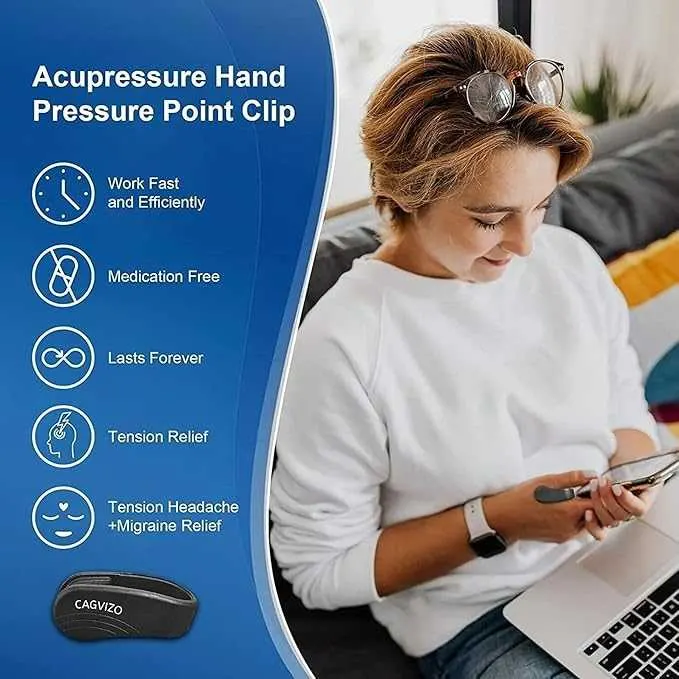 Acupressure Hand
Pressure Point Clip
Work Fast
and Efficiently
Medication Free
Lasts Forever
Tension Relief
Tension Headache
+Migraine Relief
CAGVIZO